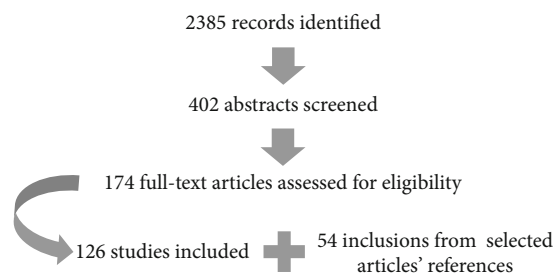 2385 records identified
402 abstracts screened
174 full-text articles assessed for eligibility
126 studies included
54 inclusions from selected
articles’ references